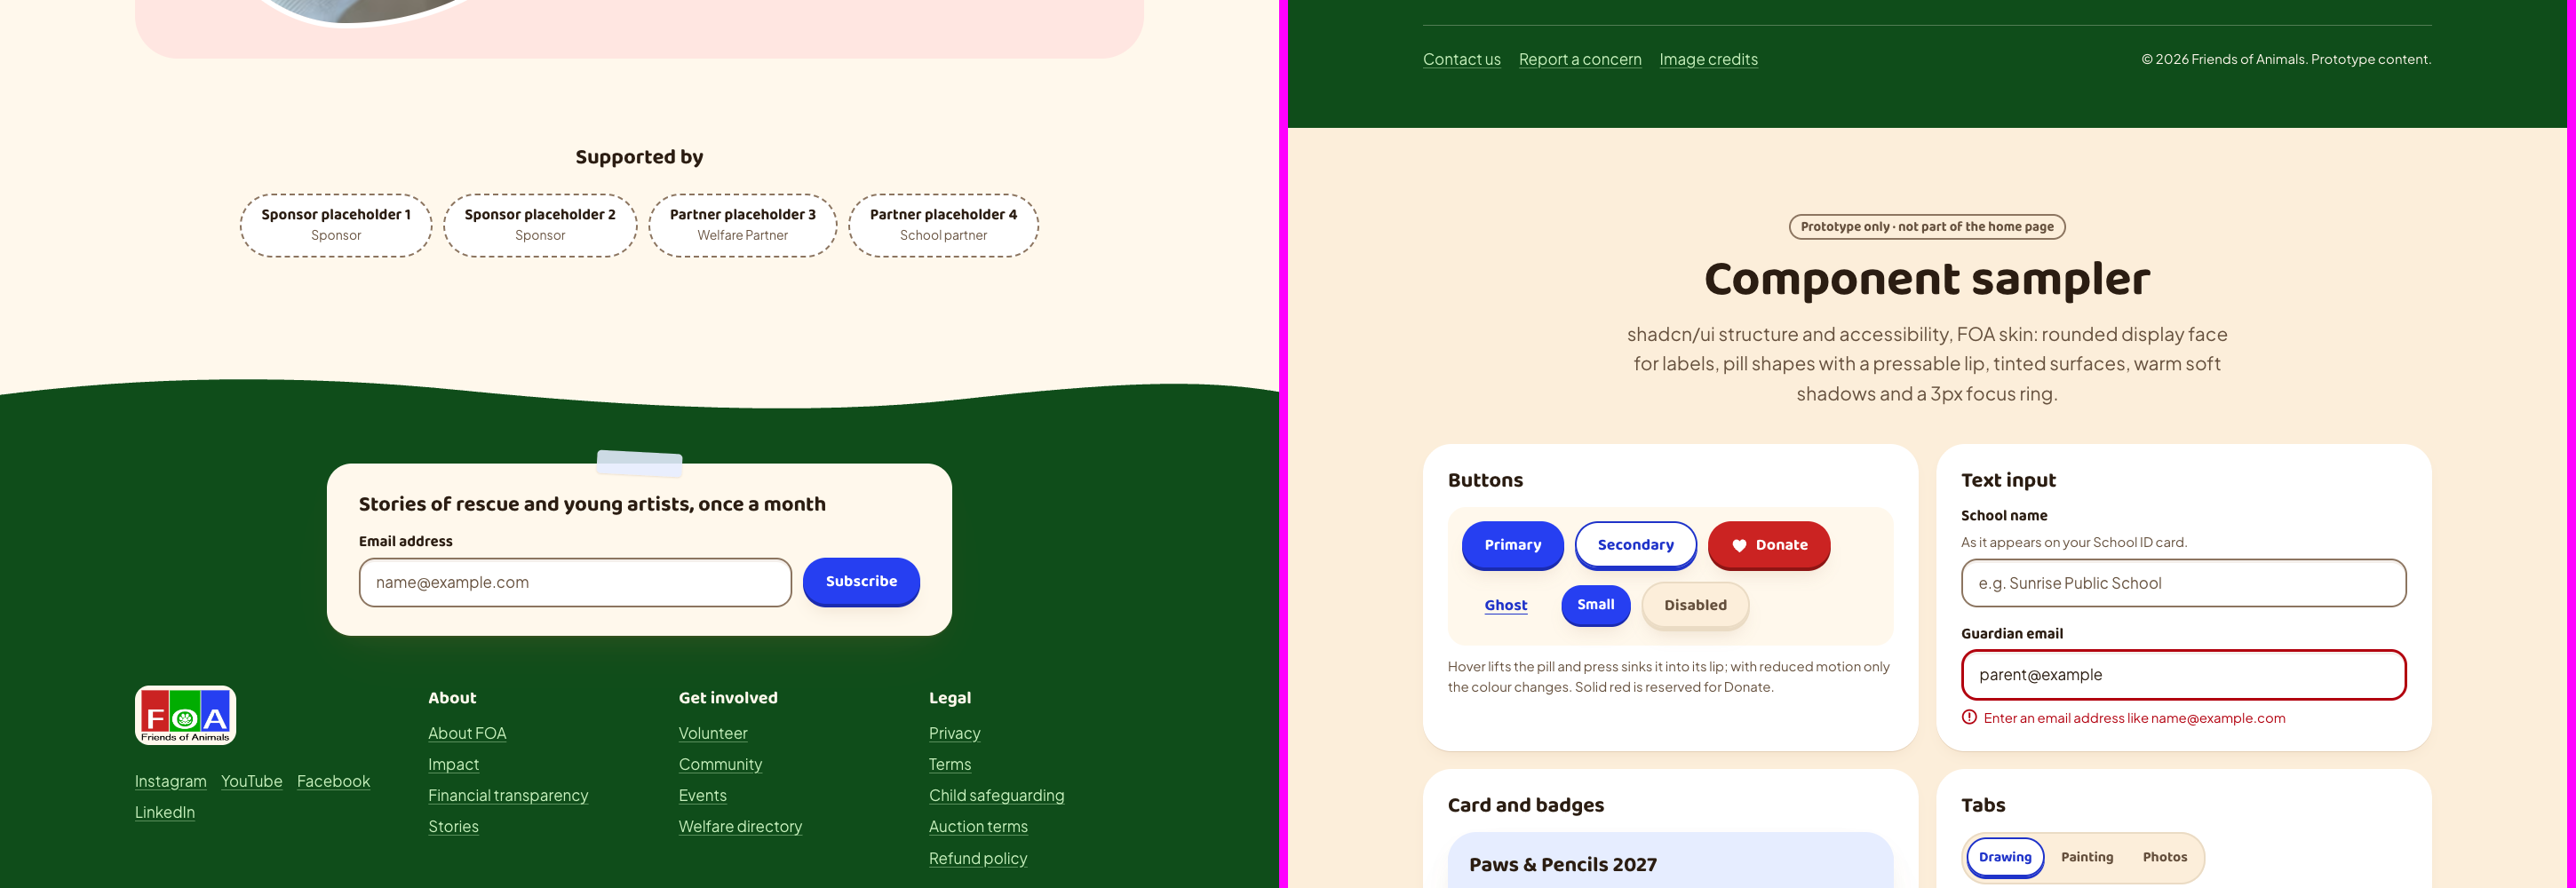 Supported by
Sponsor placeholder 1
Sponsor
Sponsor placeholder 2
Sponsor
Partner placeholder 3
Welfare Partner
Partner placeholder 4
School partner
Stories of rescue and young artists, once a month
Email address
name@example.com
Subscribe
FOA
Friends of Animals
Instagram YouTube Facebook
LinkedIn
About
About FOA
Impact
Financial transparency
Stories
Get involved
Volunteer
Community
Events
Welfare directory
Legal
Privacy
Terms
Child safeguarding
Auction terms
Refund policy
Contact us Report a concern Image credits
© 2026 Friends of Animals. Prototype content.
Prototype only · not part of the home page
Component sampler
shadcn/ui structure and accessibility, FOA skin: rounded display face
for labels, pill shapes with a pressable lip, tinted surfaces, warm soft
shadows and a 3px focus ring.
Buttons
Primary Secondary Donate
Ghost Small Disabled
Hover lifts the pill and press sinks it into its lip; with reduced motion only
the colour changes. Solid red is reserved for Donate.
Text input
School name
As it appears on your School ID card.
e.g. Sunrise Public School
Guardian email
parent@example
Enter an email address like name@example.com
Card and badges
Paws & Pencils 2027
Tabs
Drawing Painting Photos